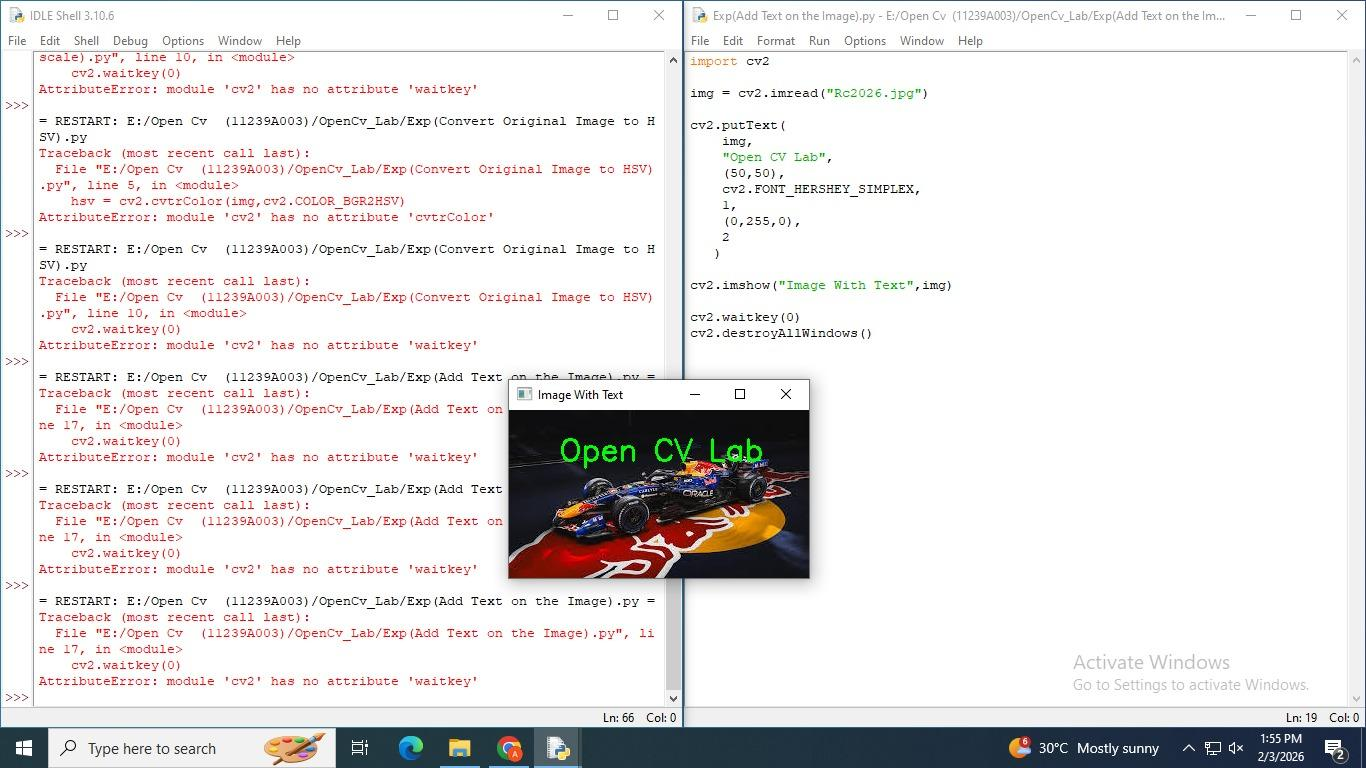 IDLE Shell 3.10.6
File Edit Shell Debug Options Window Help
scale).py", line 10, in <module>
    cv2.waitkey(0)
AttributeError: module 'cv2' has no attribute 'waitkey'
>>>
= RESTART: E:/Open Cv  (11239A003)/OpenCv_Lab/Exp(Convert Original Image to H
SV).py
Traceback (most recent call last):
  File "E:/Open Cv  (11239A003)/OpenCv_Lab/Exp(Convert Original Image to HSV)
.py", line 5, in <module>
    hsv = cv2.cvtrColor(img,cv2.COLOR_BGR2HSV)
AttributeError: module 'cv2' has no attribute 'cvtrColor'
>>>
= RESTART: E:/Open Cv  (11239A003)/OpenCv_Lab/Exp(Convert Original Image to H
SV).py
Traceback (most recent call last):
  File "E:/Open Cv  (11239A003)/OpenCv_Lab/Exp(Convert Original Image to HSV)
.py", line 10, in <module>
    cv2.waitkey(0)
AttributeError: module 'cv2' has no attribute 'waitkey'
>>>
= RESTART: E:/Open Cv  (11239A003)/OpenCv_Lab/Exp(Add Text on the Image).py =
Traceback (most recent call last):
  File "E:/Open Cv  (11239A003)/OpenCv_Lab/Exp(Add Text on
ne 17, in <module>
    cv2.waitkey(0)
AttributeError: module 'cv2' has no attribute 'waitkey'
>>>
= RESTART: E:/Open Cv  (11239A003)/OpenCv_Lab/Exp(Add Text
Traceback (most recent call last):
  File "E:/Open Cv  (11239A003)/OpenCv_Lab/Exp(Add Text on
ne 17, in <module>
    cv2.waitkey(0)
AttributeError: module 'cv2' has no attribute 'waitkey'
>>>
= RESTART: E:/Open Cv  (11239A003)/OpenCv_Lab/Exp(Add Text on the Image).py =
Traceback (most recent call last):
  File "E:/Open Cv  (11239A003)/OpenCv_Lab/Exp(Add Text on the Image).py", li
ne 17, in <module>
    cv2.waitkey(0)
AttributeError: module 'cv2' has no attribute 'waitkey'
>>>
Ln: 66 Col: 0
Exp(Add Text on the Image).py - E:/Open Cv  (11239A003)/OpenCv_Lab/Exp(Add Text on the Im...
File Edit Format Run Options Window Help
import cv2
img = cv2.imread("Rc2026.jpg")
cv2.putText(
    img,
    "Open CV Lab",
    (50,50),
    cv2.FONT_HERSHEY_SIMPLEX,
    1,
    (0,255,0),
    2
   )
cv2.imshow("Image With Text",img)
cv2.waitkey(0)
cv2.destroyAllWindows()
Image With Text
Open CV Lab
ORACLE
Activate Windows
Go to Settings to activate Windows.
Ln: 19 Col: 0
Type here to search
6
30°C Mostly sunny
1:55 PM
2/3/2026
2